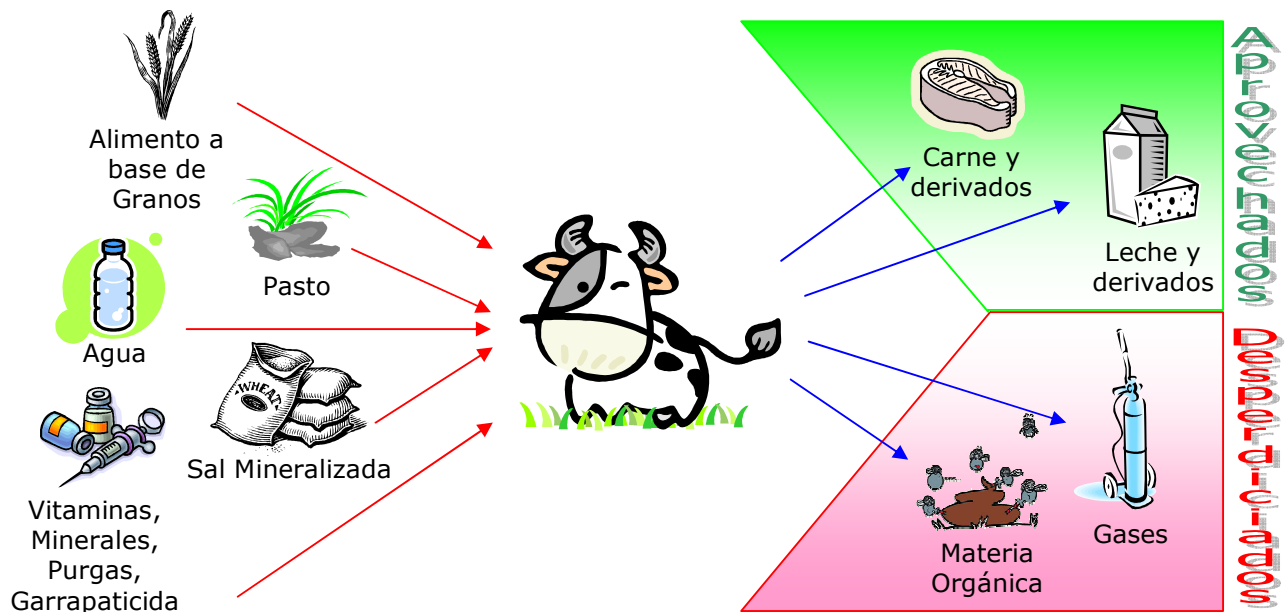 Alimento a
base de
Granos
Pasto
Agua
WHEAT
Sal Mineralizada
Vitaminas,
Minerales,
Purgas,
Garrapaticida
Carne y
derivados
Leche y
derivados
Aprovechados
Materia
Orgánica
Gases
Desperdiciados